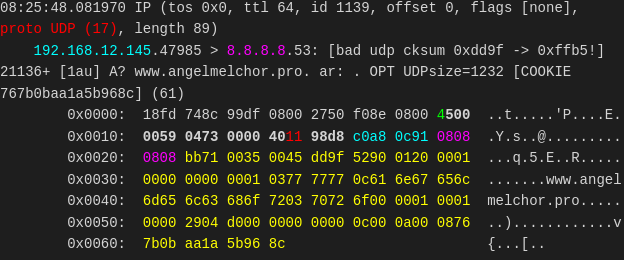 08:25:48.081970 IP (tos 0x0, ttl 64, id 1139, offset 0, flags [none],
proto UDP (17), length 89)
    192.168.12.145.47985 > 8.8.8.8.53: [bad udp cksum 0xdd9f -> 0xffb5!]
21136+ [1au] A? www.angelmelchor.pro. ar: . OPT UDPsize=1232 [COOKIE
767b0baa1a5b968c] (61)
        0x0000:  18fd 748c 99df 0800 2750 f08e 0800 4500  ..t.....'P....E.
        0x0010:  0059 0473 0000 4011 98d8 c0a8 0c91 0808  .Y.s..@.........
        0x0020:  0808 bb71 0035 0045 dd9f 5290 0120 0001  ...q.5.E..R.....
        0x0030:  0000 0000 0001 0377 7777 0c61 6e67 656c  .......www.angel
        0x0040:  6d65 6c63 686f 7203 7072 6f00 0001 0001  melchor.pro.....
        0x0050:  0000 2904 d000 0000 0000 0c00 0a00 0876  ..)............v
        0x0060:  7b0b aa1a 5b96 8c                        {...[..